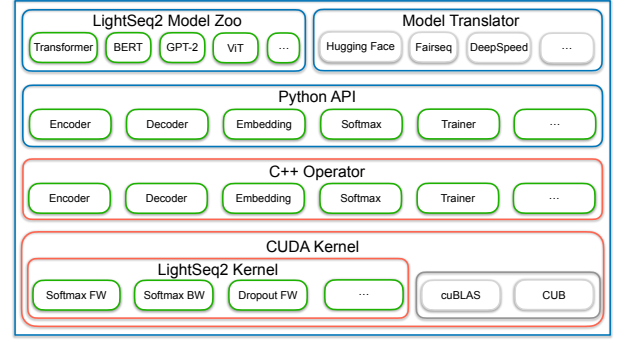 LightSeq2 Model Zoo
Transformer BERT GPT-2 ViT ...
Model Translator
Hugging Face Fairseq DeepSpeed ...
Python API
Encoder Decoder Embedding Softmax Trainer ...
C++ Operator
Encoder Decoder Embedding Softmax Trainer ...
CUDA Kernel
LightSeq2 Kernel
Softmax FW Softmax BW Dropout FW ...
cuBLAS CUB